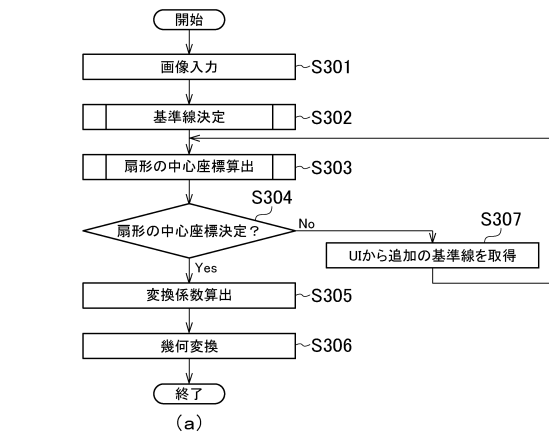 開始
画像入力
S301
基準線決定
S302
扇形の中心座標算出
S303
S304
扇形の中心座標決定？
No
S307
UIから追加の基準線を取得
Yes
変換係数算出
S305
幾何変換
S306
終了
(a)